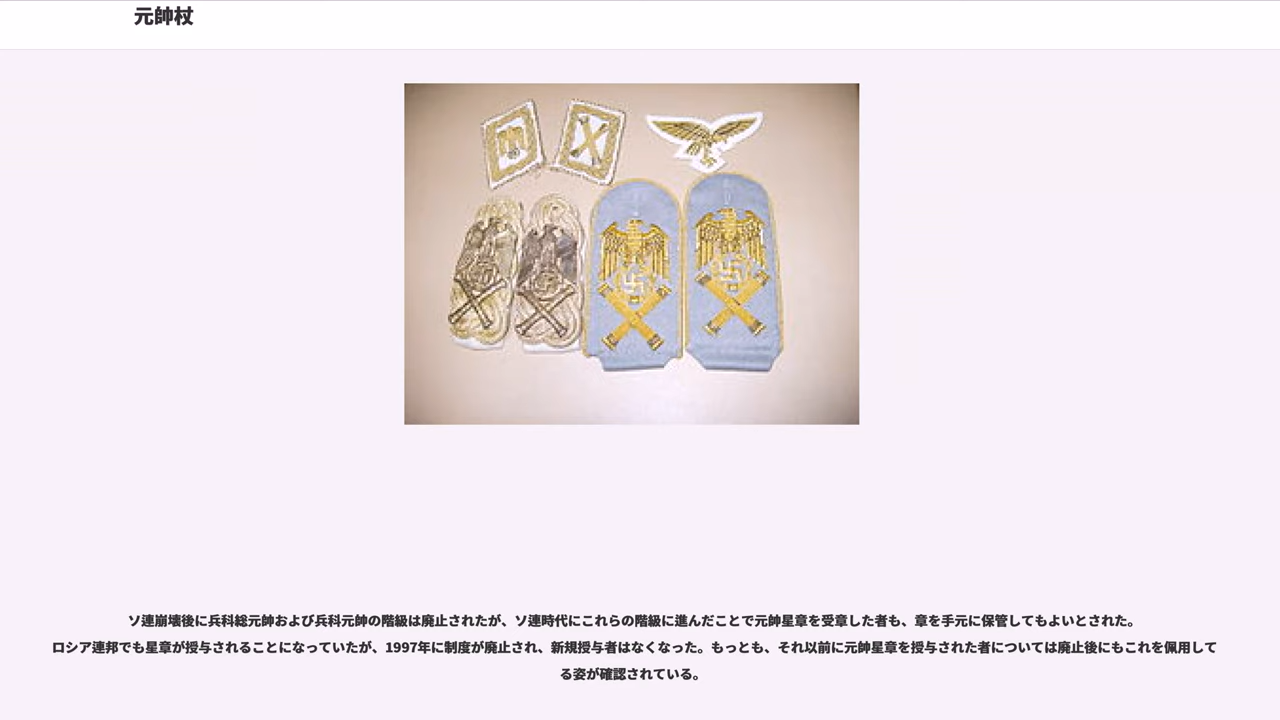 元帥杖
ソ連崩壊後に兵科総元帥および兵科元帥の階級は廃止されたが、ソ連時代にこれらの階級に進んだことで元帥星章を受章した者も、章を手元に保管してもよいとされた。
ロシア連邦でも星章が授与されることになっていたが、1997年に制度が廃止され、新規授与者はなくなった。もっとも、それ以前に元帥星章を授与された者については廃止後にもこれを佩用して
る姿が確認されている。